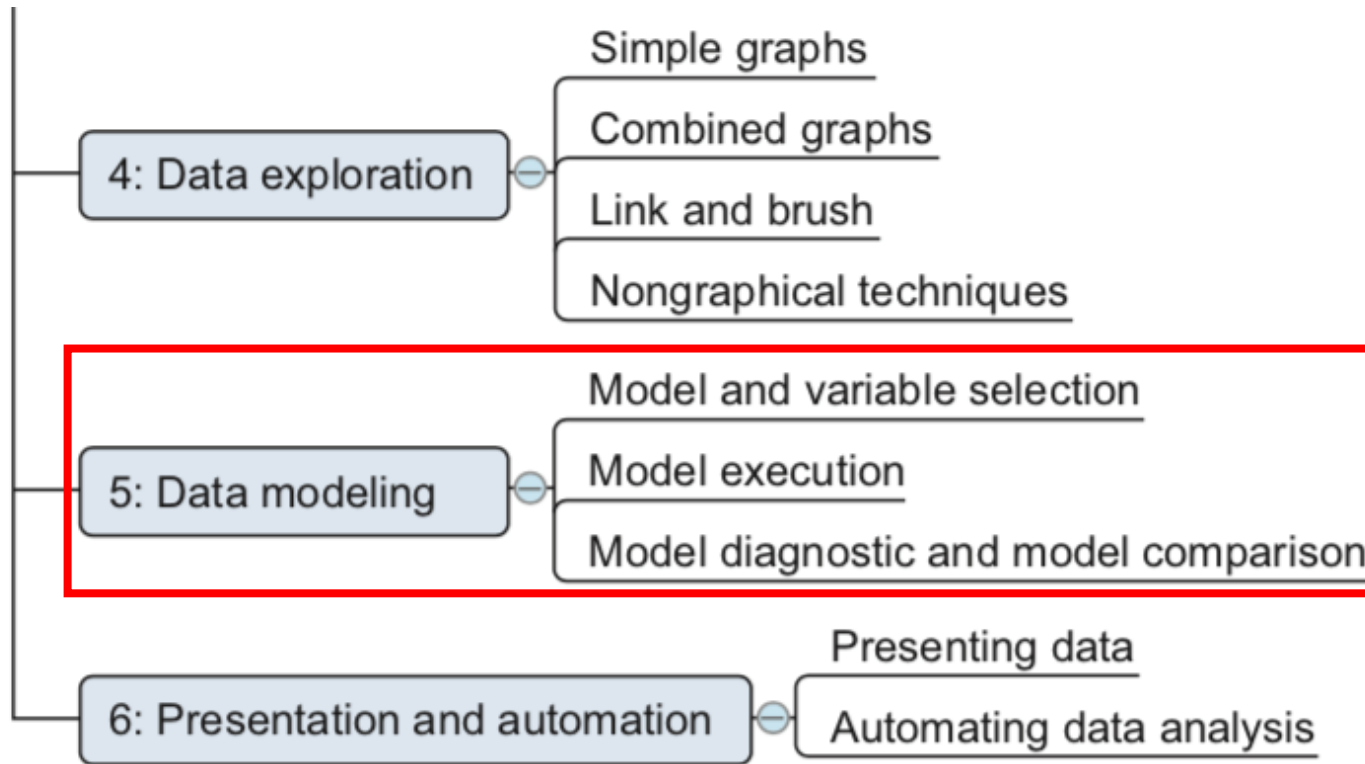 Simple graphs
Combined graphs
4: Data exploration
Link and brush
Nongraphical techniques
Model and variable selection
5: Data modeling
Model execution
Model diagnostic and model comparison
Presenting data
6: Presentation and automation
Automating data analysis